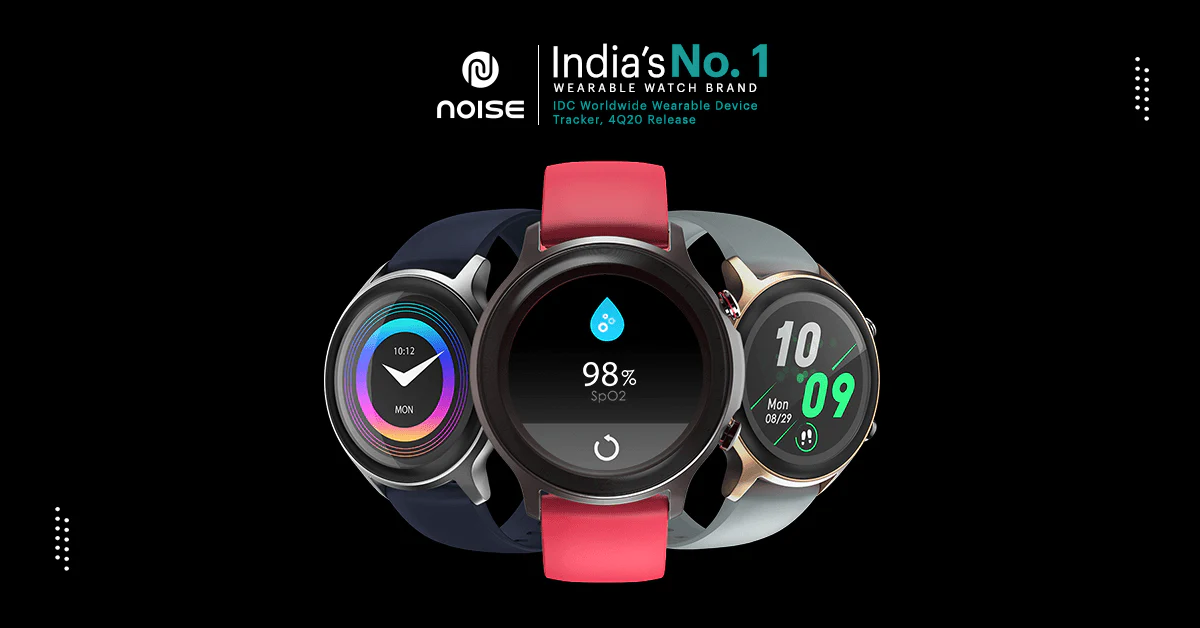 NOISE
India's No. 1
WEARABLE WATCH BRAND
IDC Worldwide Wearable Device
Tracker, 4Q20 Release
10:12
MON
98%
SpO2
10
09
Mon
08/29